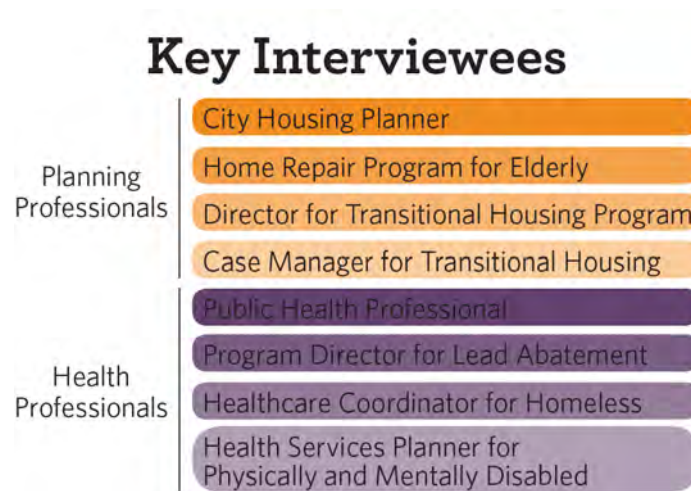 Key Interviewees
Planning
Professionals
City Housing Planner
Home Repair Program for Elderly
Director for Transitional Housing Program
Case Manager for Transitional Housing
Health
Professionals
Public Health Professional
Program Director for Lead Abatement
Healthcare Coordinator for Homeless
Health Services Planner for
Physically and Mentally Disabled